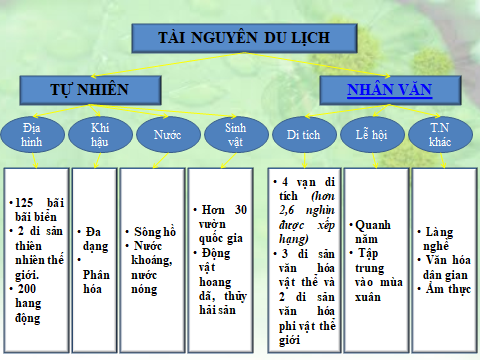 TÀI NGUYÊN DU LỊCH
TỰ NHIÊN
NHÂN VĂN
Địa
hình
Khí
hậu
Nước
Sinh
vật
Di tích
Lễ hội
T.N
khác
• 125 bãi
bãi biển
• 2 di sản
thiên
nhiên thế
giới.
• 200
hang
động
• Đa
dạng
•
Phân
hóa
• Sông hồ
• Nước
khoáng,
nước
nóng
• Hơn 30
vườn
quốc gia
• Động
vật
hoang
dã, thủy
hải sản
• 4 vạn di
tích (hơn
2,6 nghìn
được xếp
hạng)
• 3 di sản
văn hóa
vật thể và
2 di sản
văn hóa
phi vật thể
giới
• Quanh
năm
• Tập
trung
vào mùa
xuân
• Làng
nghề
• Văn hóa
dân gian
• Ẩm thực